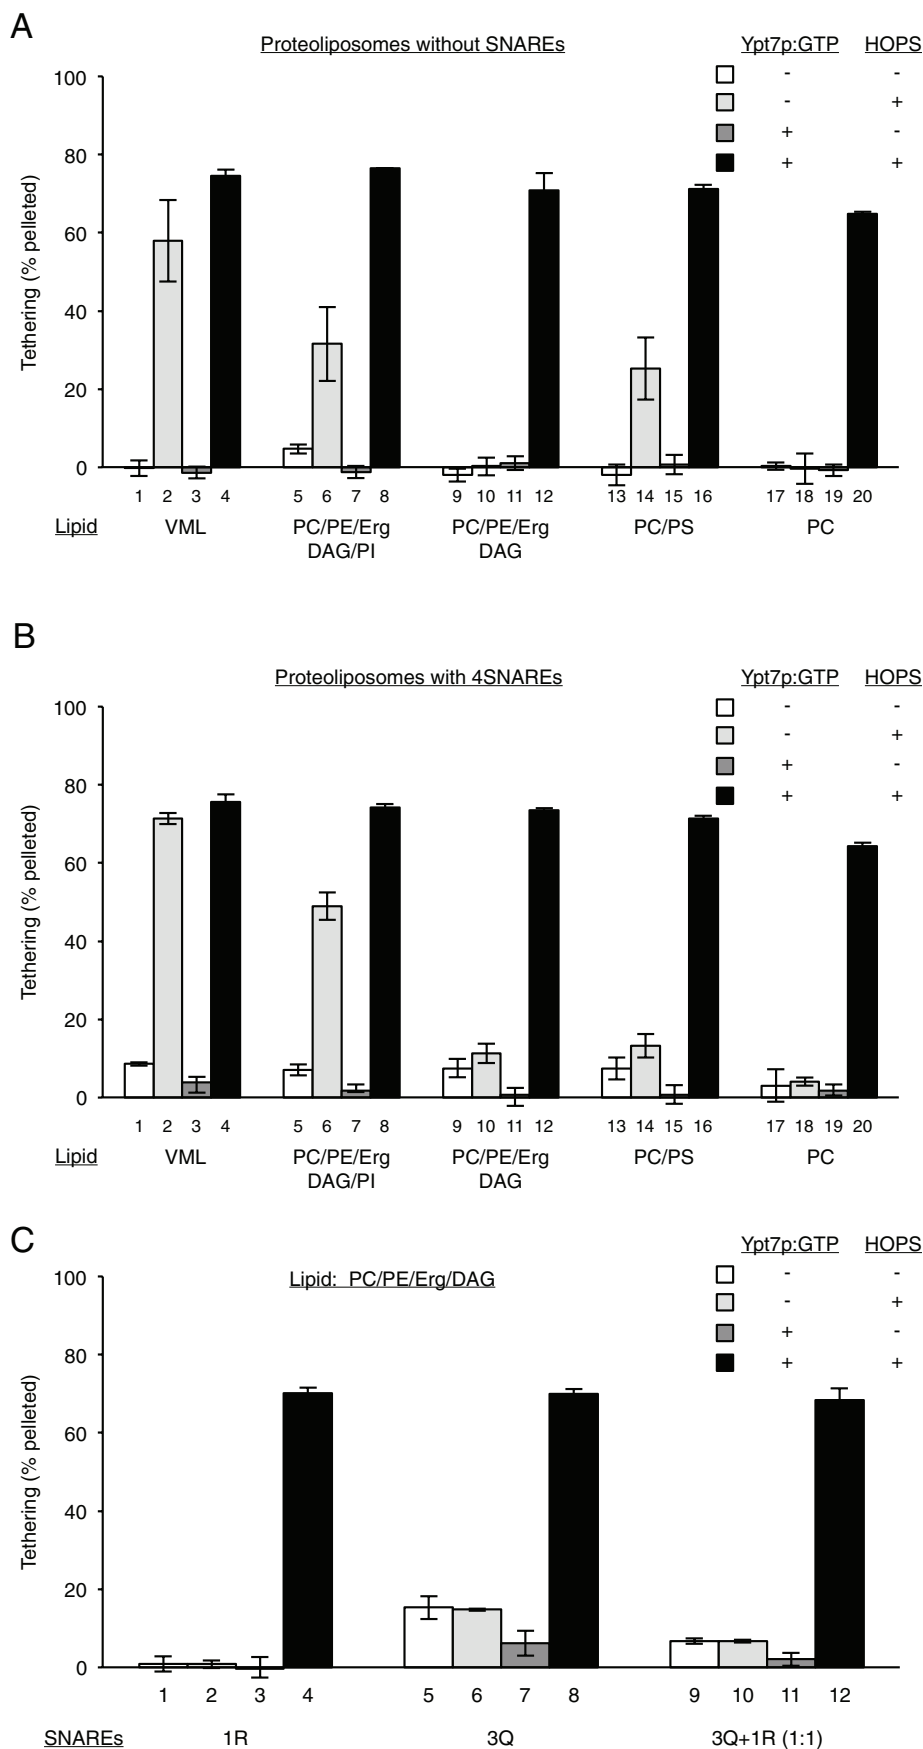 A
Proteoliposomes without SNAREs
Ypt7p:GTP HOPS
- -
- +
+ -
+ +
Tethering (% pelleted)
100
80
60
40
20
0
1 2 3 4 5 6 7 8 9 10 11 12 13 14 15 16 17 18 19 20
Lipid VML PC/PE/Erg PC/PE/Erg PC/PS PC
DAG/PI DAG
B
Proteoliposomes with 4SNAREs
Ypt7p:GTP HOPS
- -
- +
+ -
+ +
Tethering (% pelleted)
100
80
60
40
20
0
1 2 3 4 5 6 7 8 9 10 11 12 13 14 15 16 17 18 19 20
Lipid VML PC/PE/Erg PC/PE/Erg PC/PS PC
DAG/PI DAG
C
Lipid: PC/PE/Erg/DAG
Ypt7p:GTP HOPS
- -
- +
+ -
+ +
Tethering (% pelleted)
100
80
60
40
20
0
1 2 3 4 5 6 7 8 9 10 11 12
SNAREs 1R 3Q 3Q+1R (1:1)